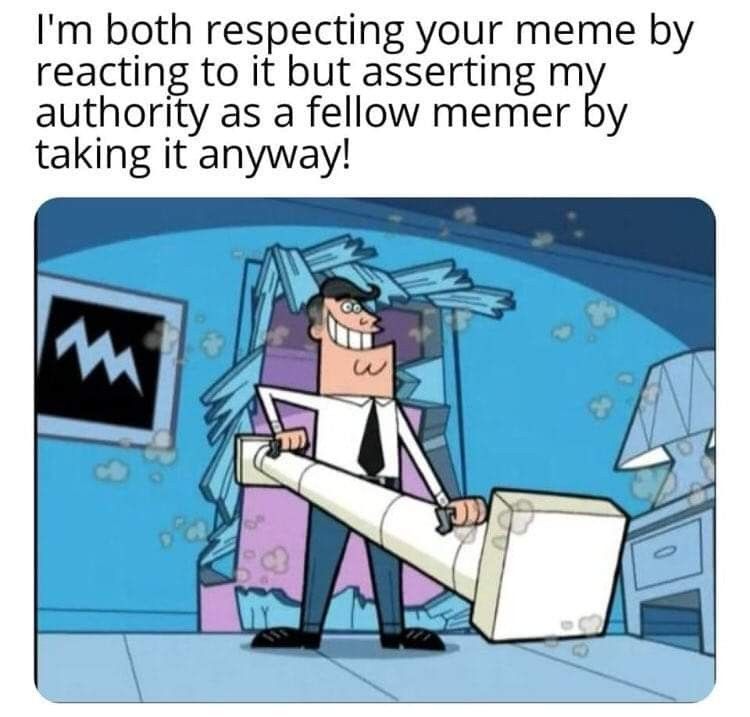 I'm both respecting your meme by
reacting to it but asserting my
authority as a fellow memer by
taking it anyway!